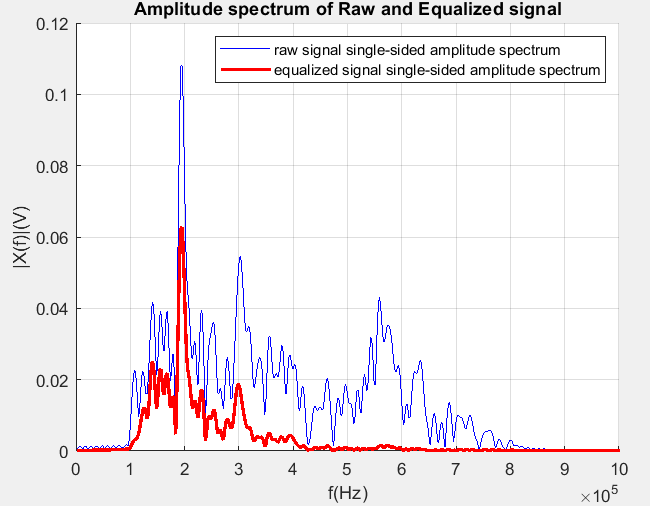 Amplitude spectrum of Raw and Equalized signal
raw signal single-sided amplitude spectrum
equalized signal single-sided amplitude spectrum
0.12
0.1
0.08
0.06
0.04
0.02
0
|X(f)|(V)
0 1 2 3 4 5 6 7 8 9 10
f(Hz)
×10⁵